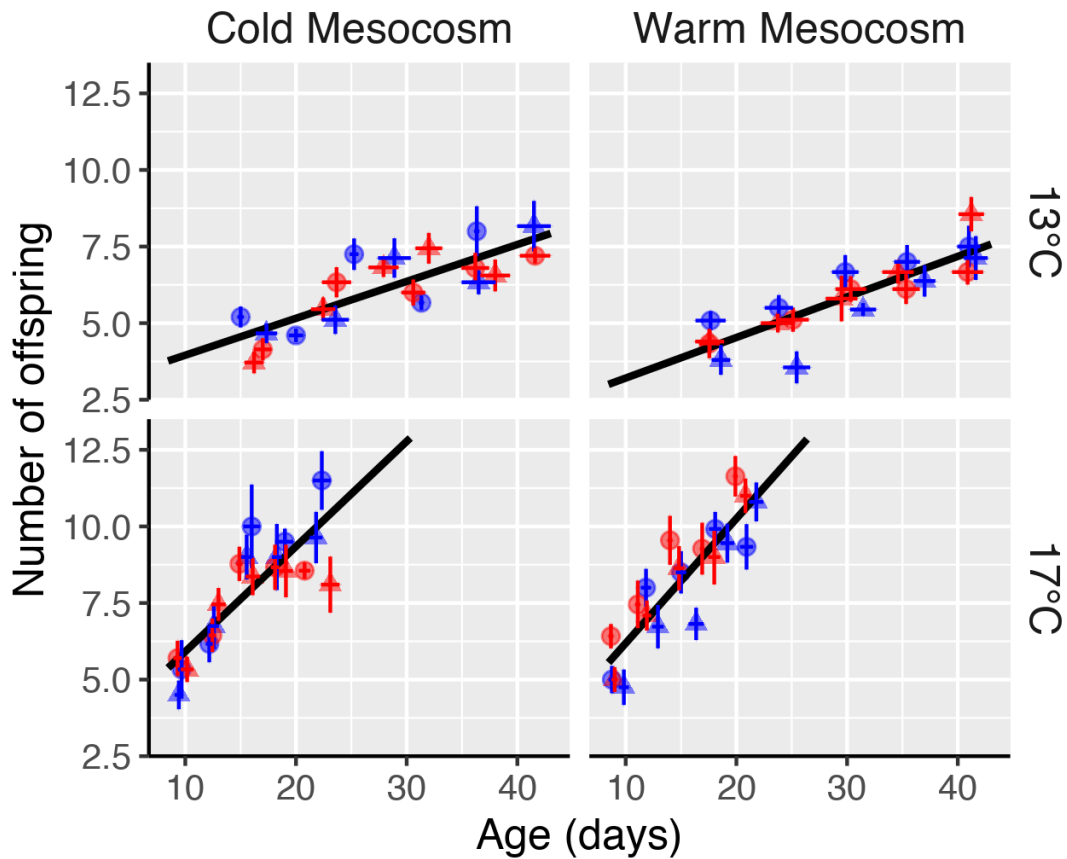 Cold Mesocosm Warm Mesocosm
Number of offspring
12.5
10.0
7.5
5.0
2.5
13°C
12.5
10.0
7.5
5.0
2.5
17°C
10 20 30 40 10 20 30 40
Age (days)